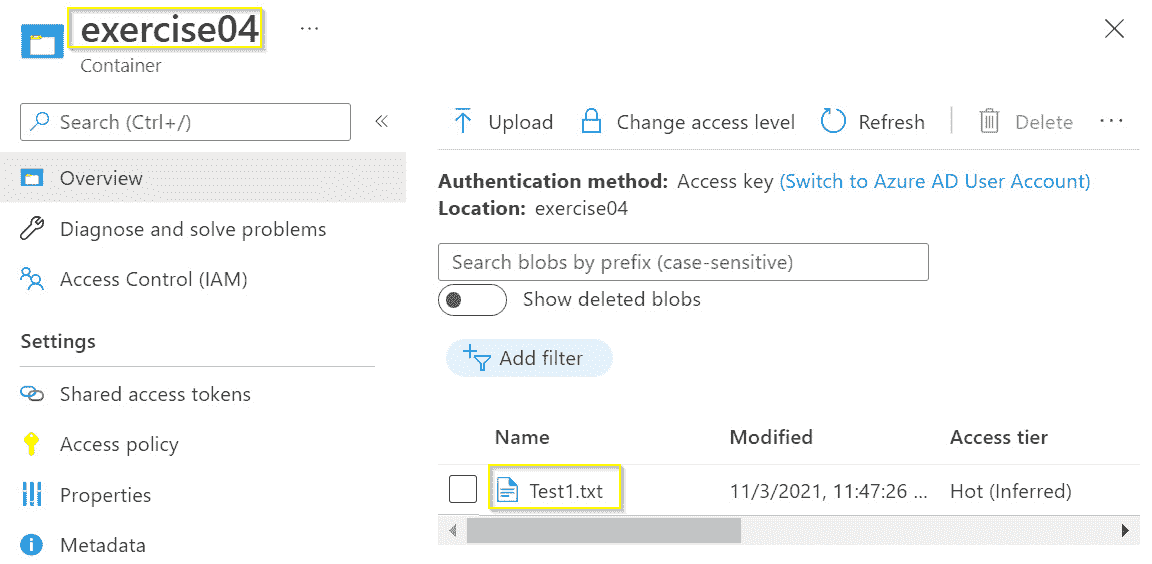 exercise04 ...
Container
Search (Ctrl+/) «
Overview
Diagnose and solve problems
Access Control (IAM)
Settings
Shared access tokens
Access policy
Properties
Metadata
Upload Change access level Refresh Delete ...
Authentication method: Access key (Switch to Azure AD User Account)
Location: exercise04
Search blobs by prefix (case-sensitive)
Show deleted blobs
Add filter
Name Modified Access tier
Test1.txt 11/3/2021, 11:47:26 ... Hot (Inferred)